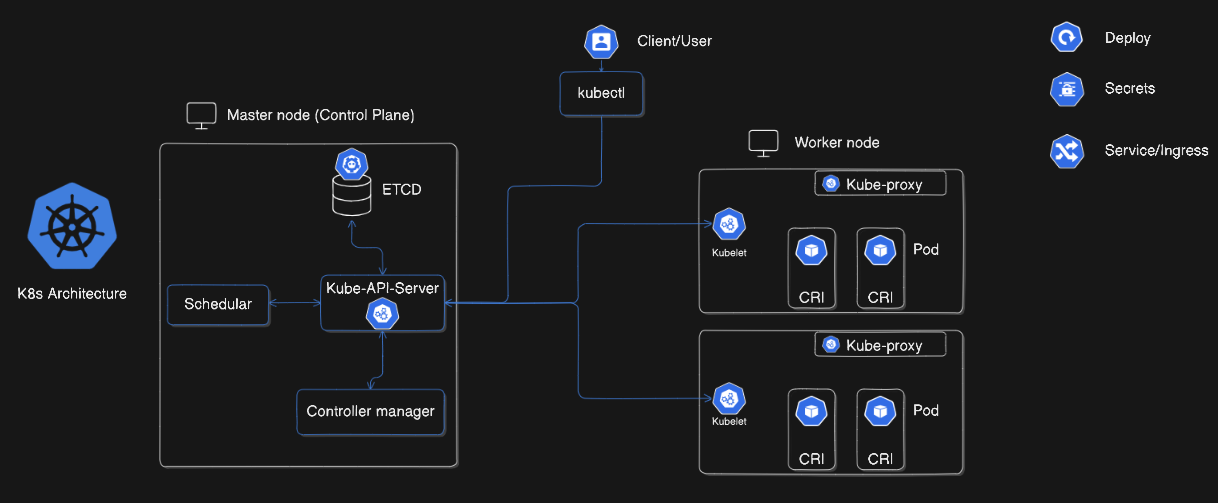 Client/User
Deploy
kubectl
Secrets
Master node (Control Plane)
Worker node
Service/Ingress
ETCD
Kube-proxy
Kubelet
Pod
CRI
CRI
K8s Architecture
Schedular
Kube-API-Server
Controller manager
Kube-proxy
Kubelet
Pod
CRI
CRI